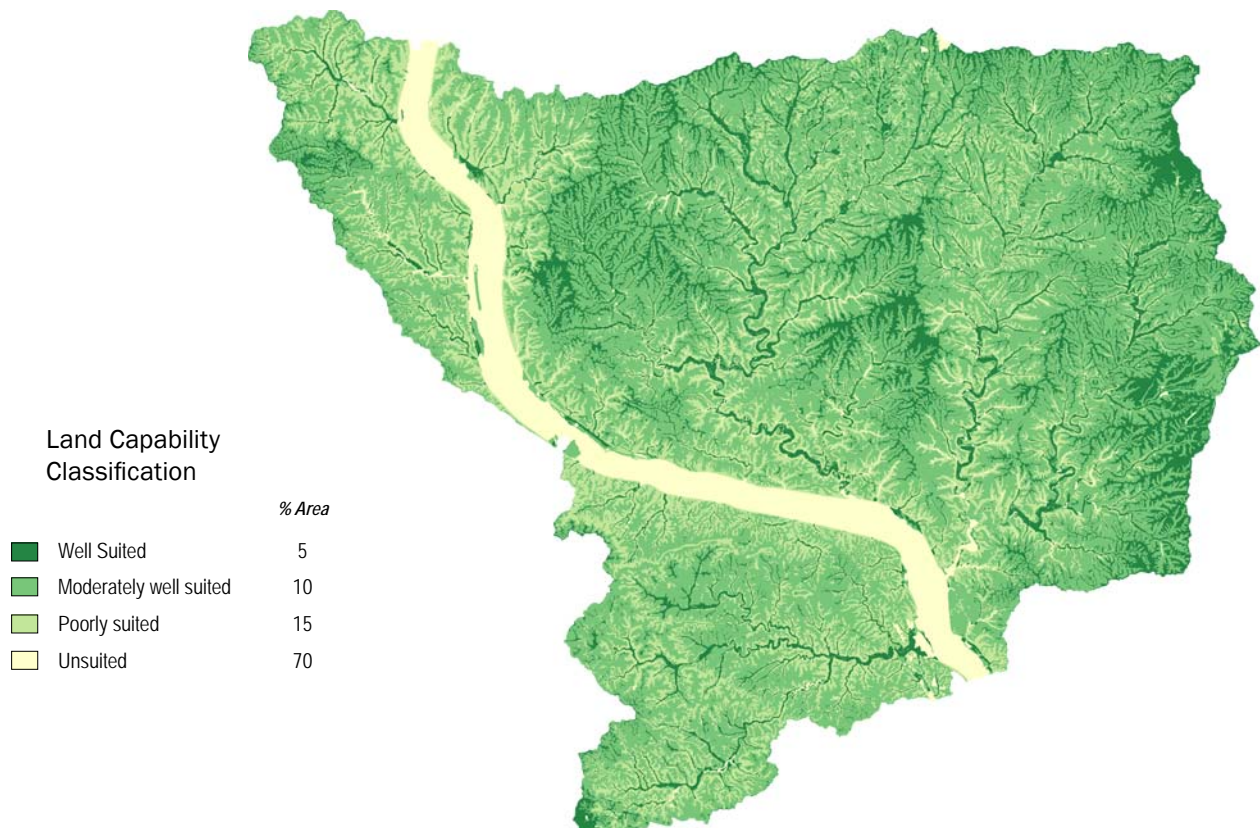 Land Capability
Classification
% Area
Well Suited 5
Moderately well suited 10
Poorly suited 15
Unsuited 70